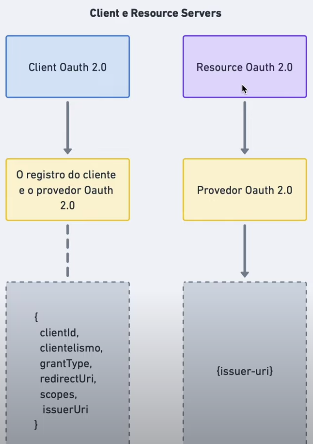 Client e Resource Servers
Client Oauth 2.0
Resource Oauth 2.0
O registro do cliente
e o provedor Oauth
2.0
Provedor Oauth 2.0
{
clientId,
clientelismo,
grantType,
redirectUri,
scopes,
issuerUri
}
{issuer-uri}